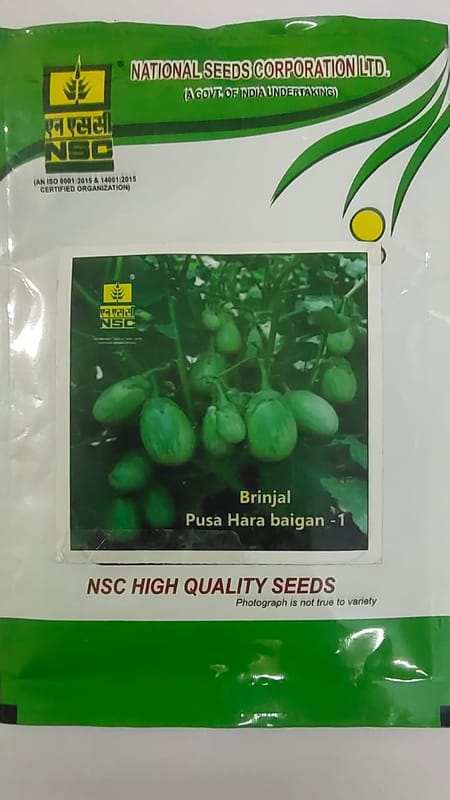 NATIONAL SEEDS CORPORATION LTD.
(A GOVT. OF INDIA UNDERTAKING)
एन एस सी
NSC
(AN ISO 9001:2015 & 14001:2015
CERTIFIED ORGANIZATION)
एन एस सी
NSC
Brinjal
Pusa Hara baigan -1
NSC HIGH QUALITY SEEDS
Photograph is not true to variety